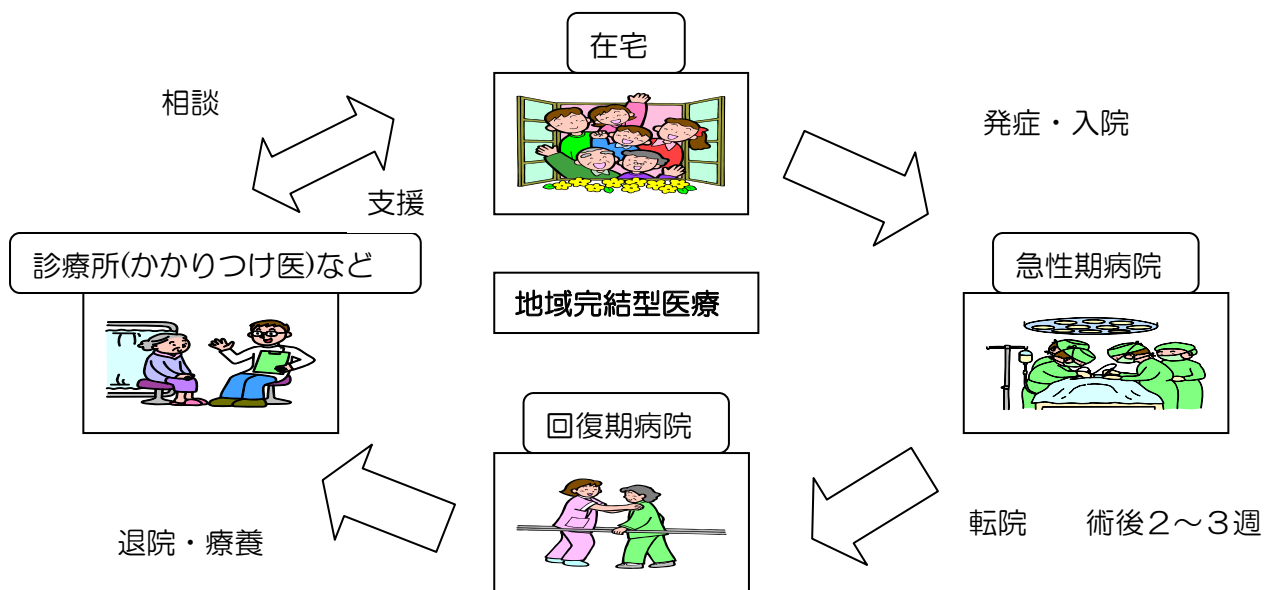 在宅
相談
発症・入院
支援
診療所(かかりつけ医)など
急性期病院
地域完結型医療
回復期病院
転院　　術後２～３週
退院・療養